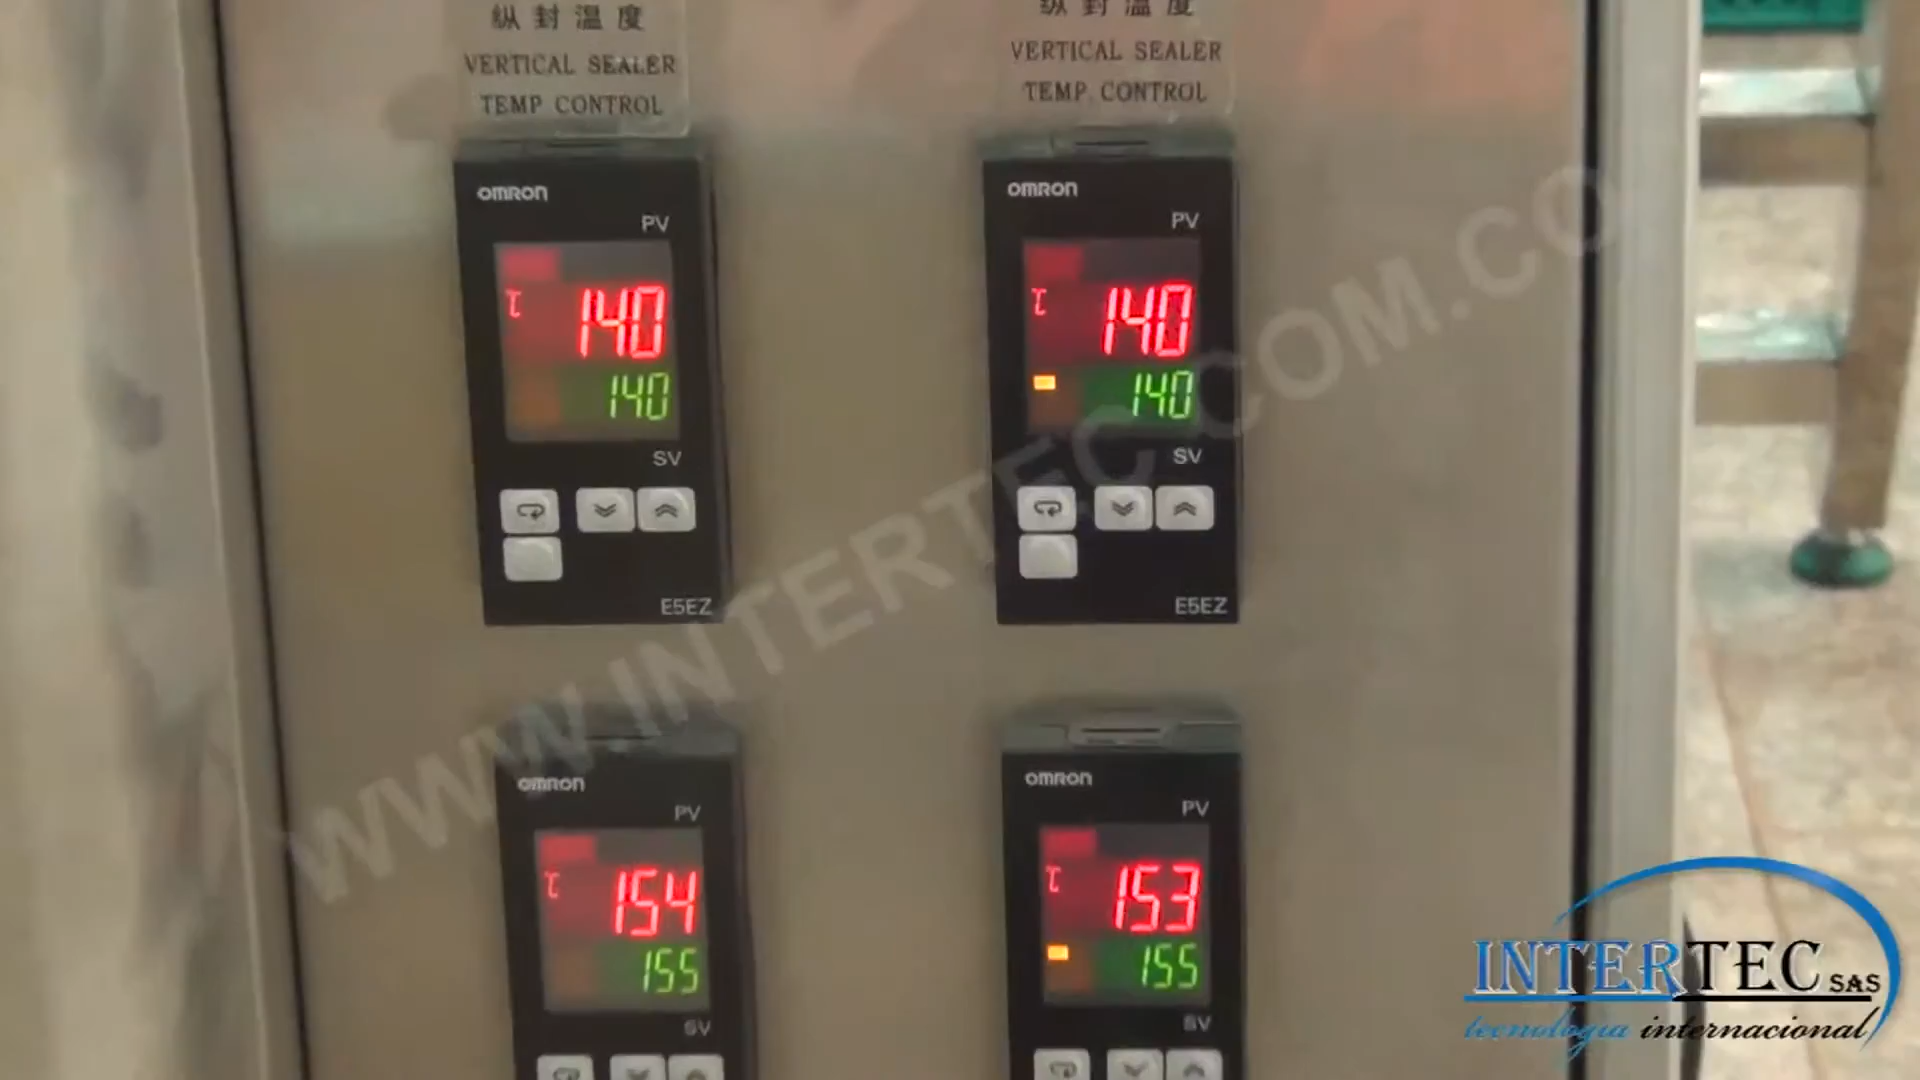 纵封温度
VERTICAL SEALER
TEMP CONTROL
纵封温度
VERTICAL SEALER
TEMP CONTROL
OMRON
PV
℃ 140
140
SV
E5EZ
OMRON
PV
℃ 140
140
SV
E5EZ
OMRON
PV
℃ 154
155
SV
OMRON
PV
℃ 153
155
SV
WWW.INTERTEC.COM.CO
INTERTEC SAS
tecnología internacional